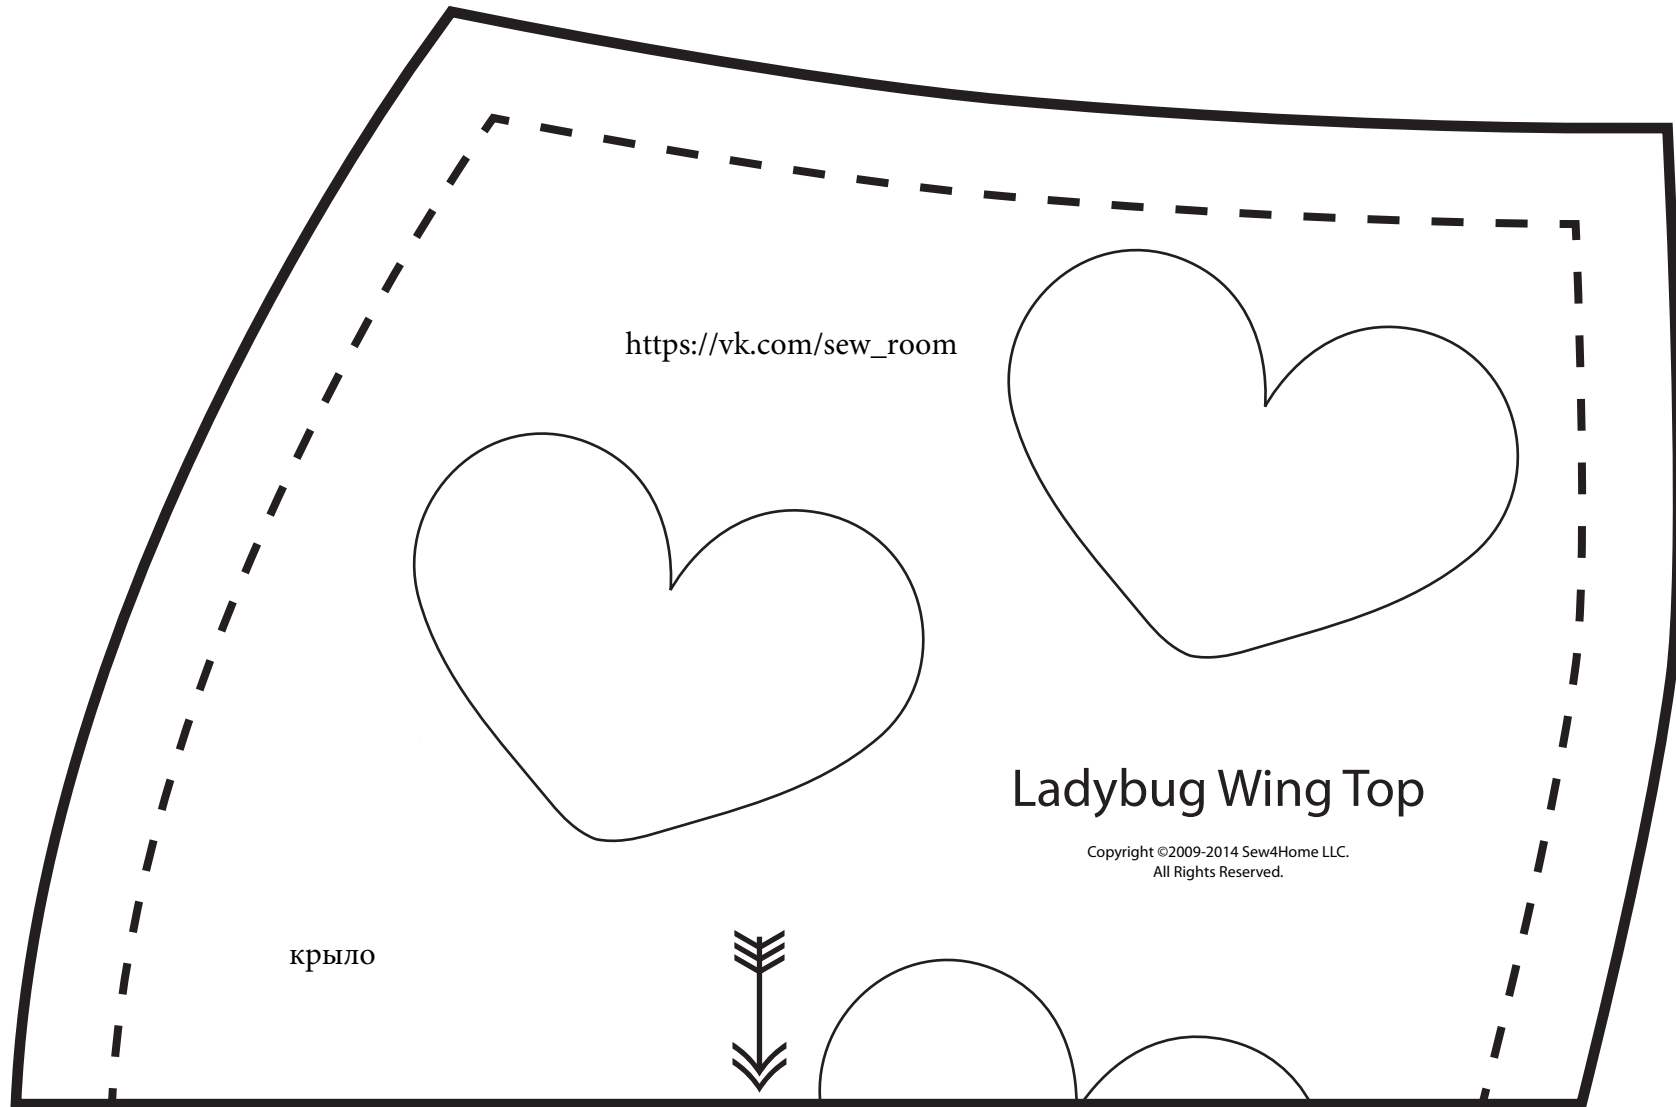 https://vk.com/sew_room
Ladybug Wing Top
Copyright ©2009-2014 Sew4Home LLC.
All Rights Reserved.
крыло